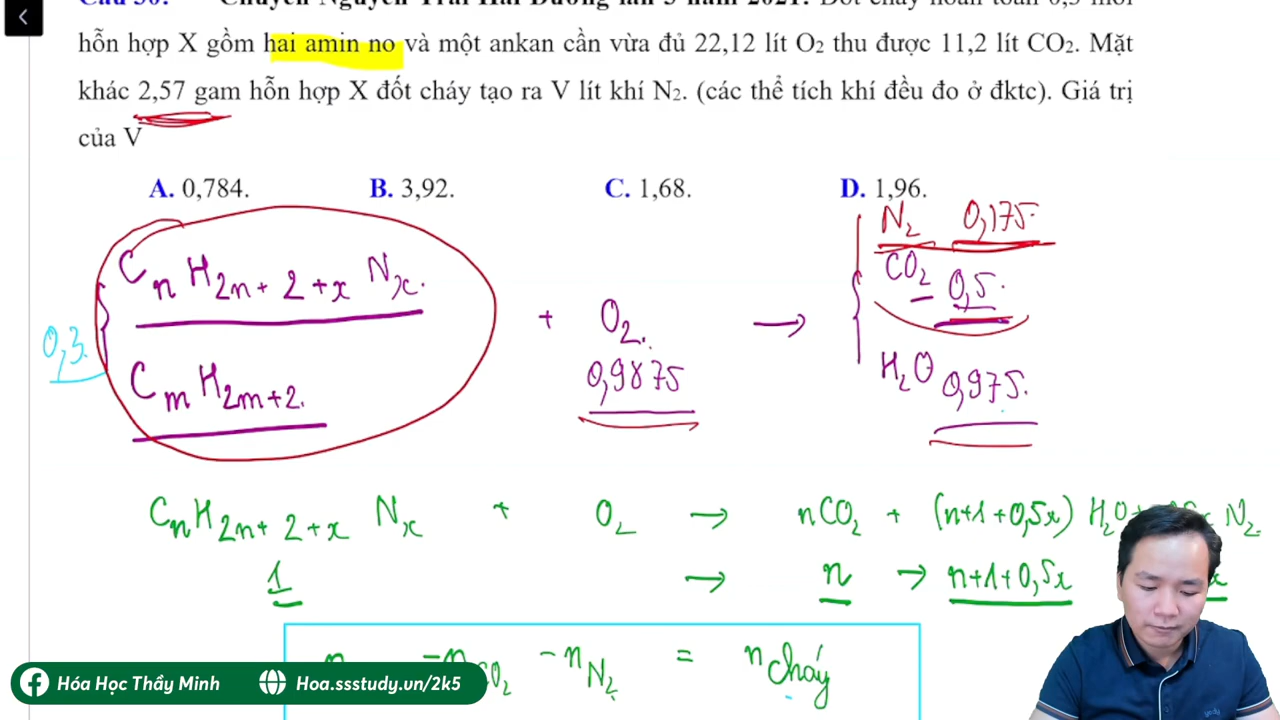 Câu 30: Chuyên Nguyễn Trãi Hải Dương lần 3 năm 2021. Đốt cháy hoàn toàn 0,3 mol
hỗn hợp X gồm hai amin no và một ankan cần vừa đủ 22,12 lít O₂ thu được 11,2 lít CO₂. Mặt
khác 2,57 gam hỗn hợp X đốt cháy tạo ra V lít khí N₂. (các thể tích khí đều đo ở đktc). Giá trị
của V
A. 0,784. B. 3,92. C. 1,68. D. 1,96.
N₂ 0,175.
CₙH₂ₙ₊₂₊ₓNₓ. CO₂ 0,5.
0,3. + O₂. →
CₘH₂ₘ₊₂. 0,9875 H₂O 0,975.
CₙH₂ₙ₊₂₊ₓ Nₓ + O₂ → nCO₂ + (n+1+0,5x) H₂O + N₂.
1 → n → n+1+0,5x x
-nCO₂ -nN₂ = n cháy
Hóa Học Thầy Minh Hoa.ssstudy.vn/2k5